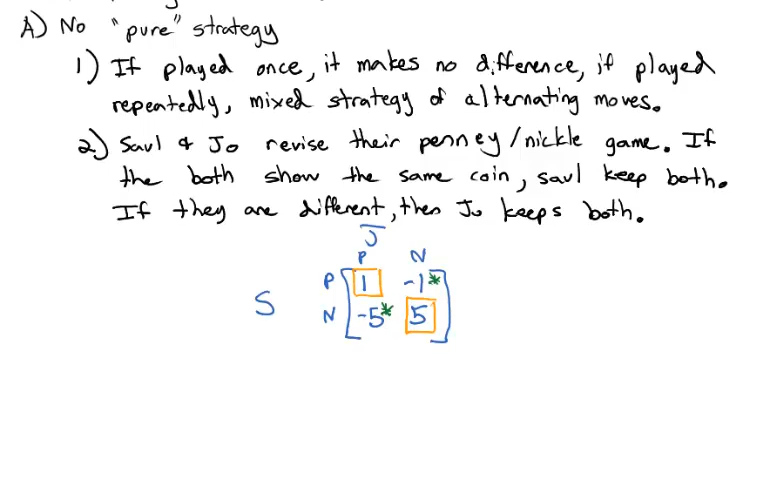 A) No "pure" strategy
1) If played once, it makes no difference, if played
repeatedly, mixed strategy of alternating moves.
2.) Saul & Jo revise their penney/nickle game. If
the both show the same coin, saul keep both.
If they are different, then Jo keeps both.
J
P N
P 1 -1*
S
N -5* 5